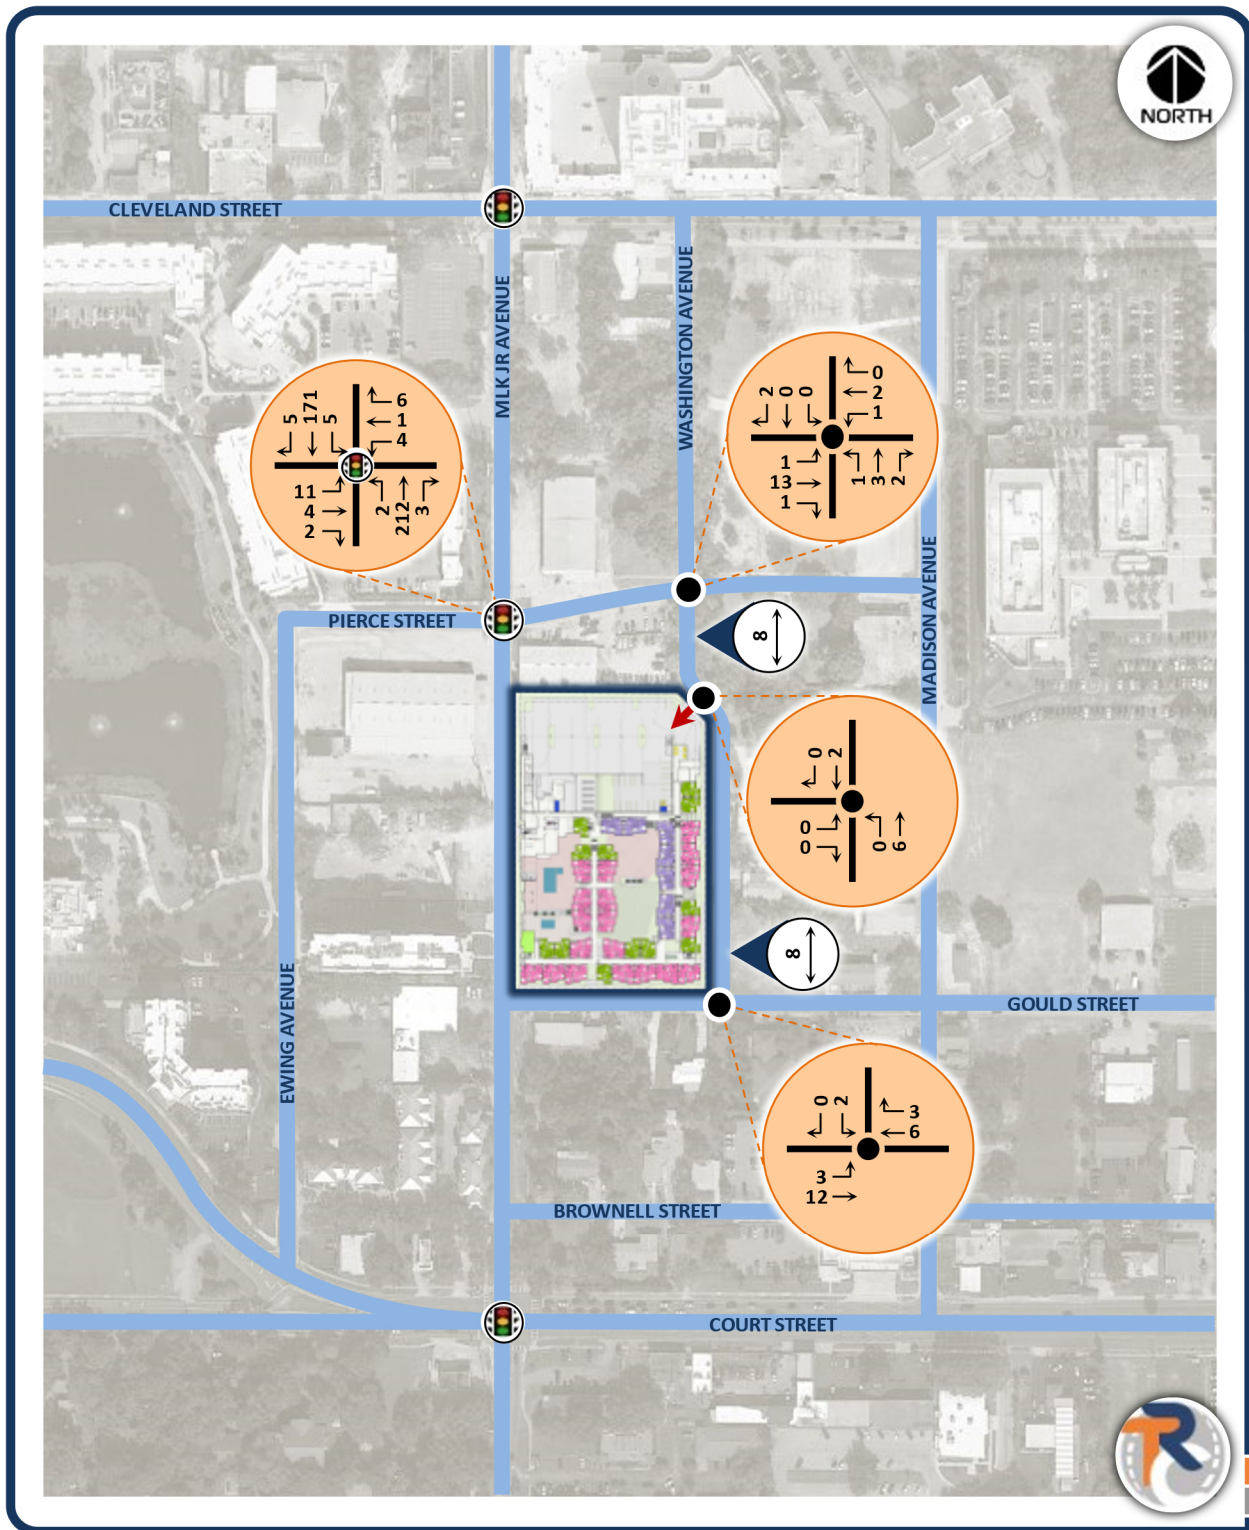 NORTH
CLEVELAND STREET
MLK JR AVENUE
WASHINGTON AVENUE
5 171 5
6
1
4
11
4
2
2 212 3
2 0 0
0
2
1
1
13
1
1 3 2
MADISON AVENUE
PIERCE STREET
8
0 2
0
0
0 6
8
EWING AVENUE
GOULD STREET
0 2
3
6
3
12
BROWNELL STREET
COURT STREET
TR